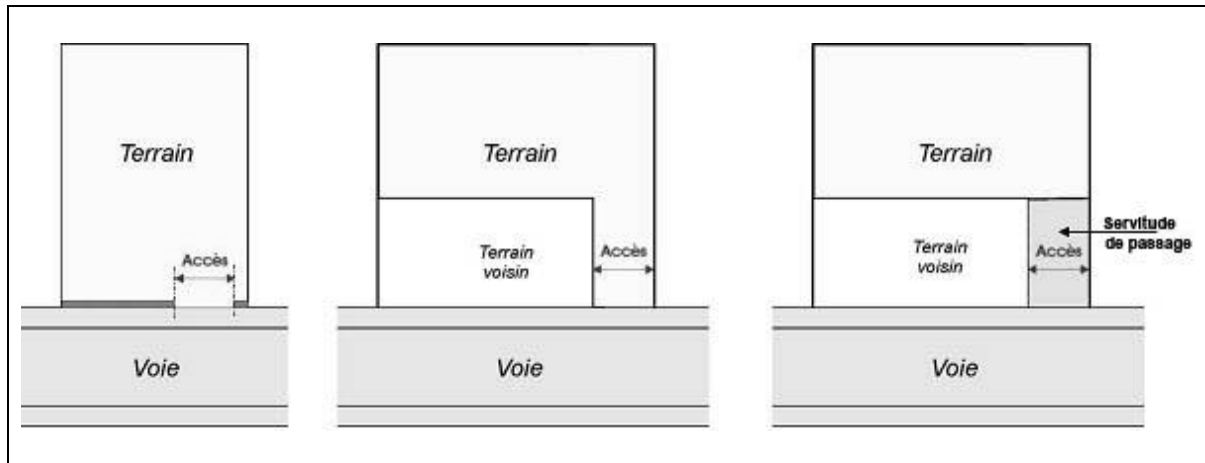 Terrain
Accès
Voie
Terrain
Terrain
voisin
Accès
Voie
Terrain
Terrain
voisin
Accès
Servitude
de passage
Voie